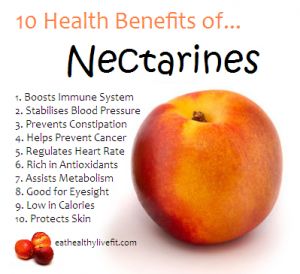 10 Health Benefits of...
Nectarines
1. Boosts Immune System
2. Stabilises Blood Pressure
3. Prevents Constipation
4. Helps Prevent Cancer
5. Regulates Heart Rate
6. Rich in Antioxidants
7. Assists Metabolism
8. Good for Eyesight
9. Low in Calories
10. Protects Skin
eathealthylivefit.com